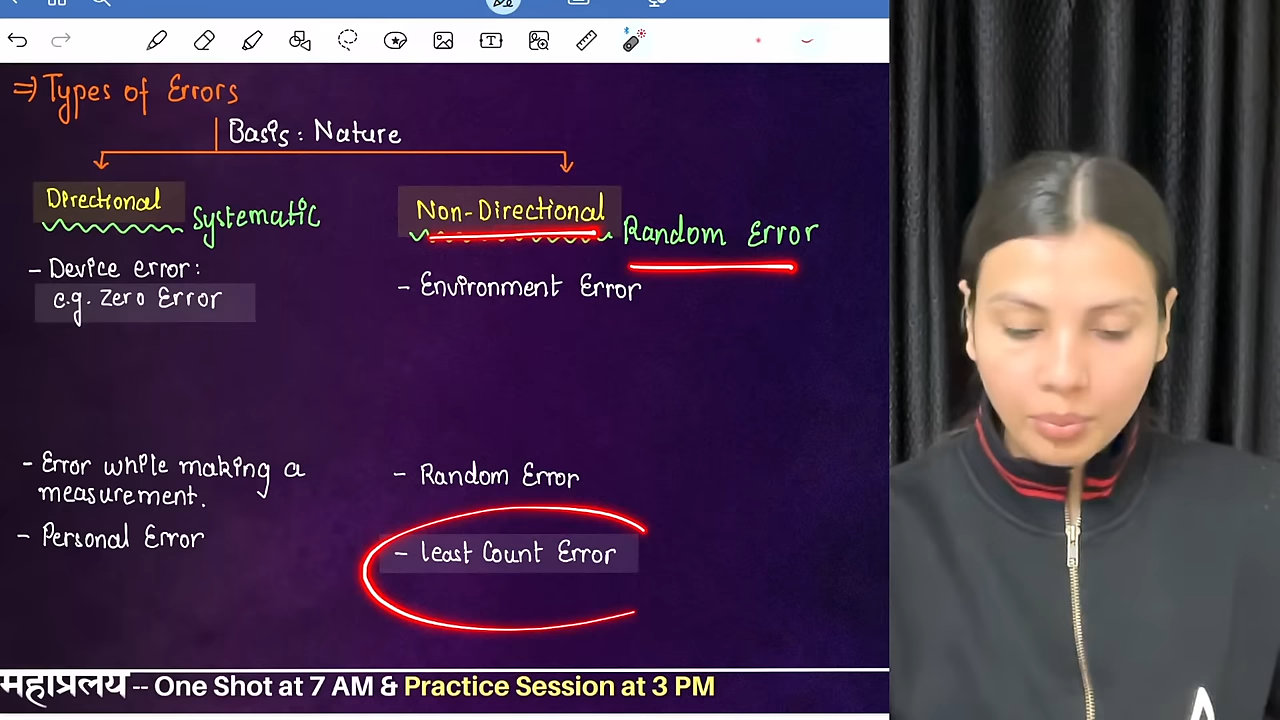 ⇒ Types of Errors
Basis: Nature
Directional
Systematic
- Device error:
e.g. Zero Error
- Error while making a
measurement.
- Personal Error
Non-Directional
Random Error
- Environment Error
- Random Error
- Least Count Error
महाप्रलय -- One Shot at 7 AM & Practice Session at 3 PM